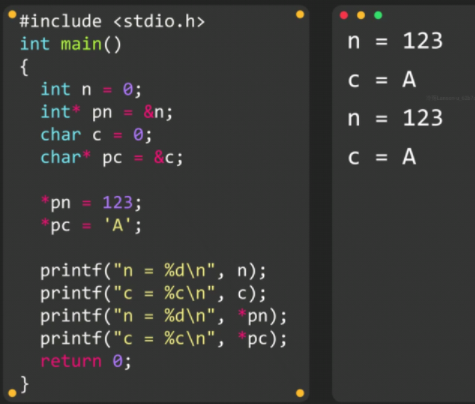 #include <stdio.h>
int main()
{
int n = 0;
int* pn = &n;
char c = 0;
char* pc = &c;
*pn = 123;
*pc = 'A';
printf("n = %d\n", n);
printf("c = %c\n", c);
printf("n = %d\n", *pn);
printf("c = %c\n", *pc);
return 0;
}
n = 123
c = A
n = 123
c = A